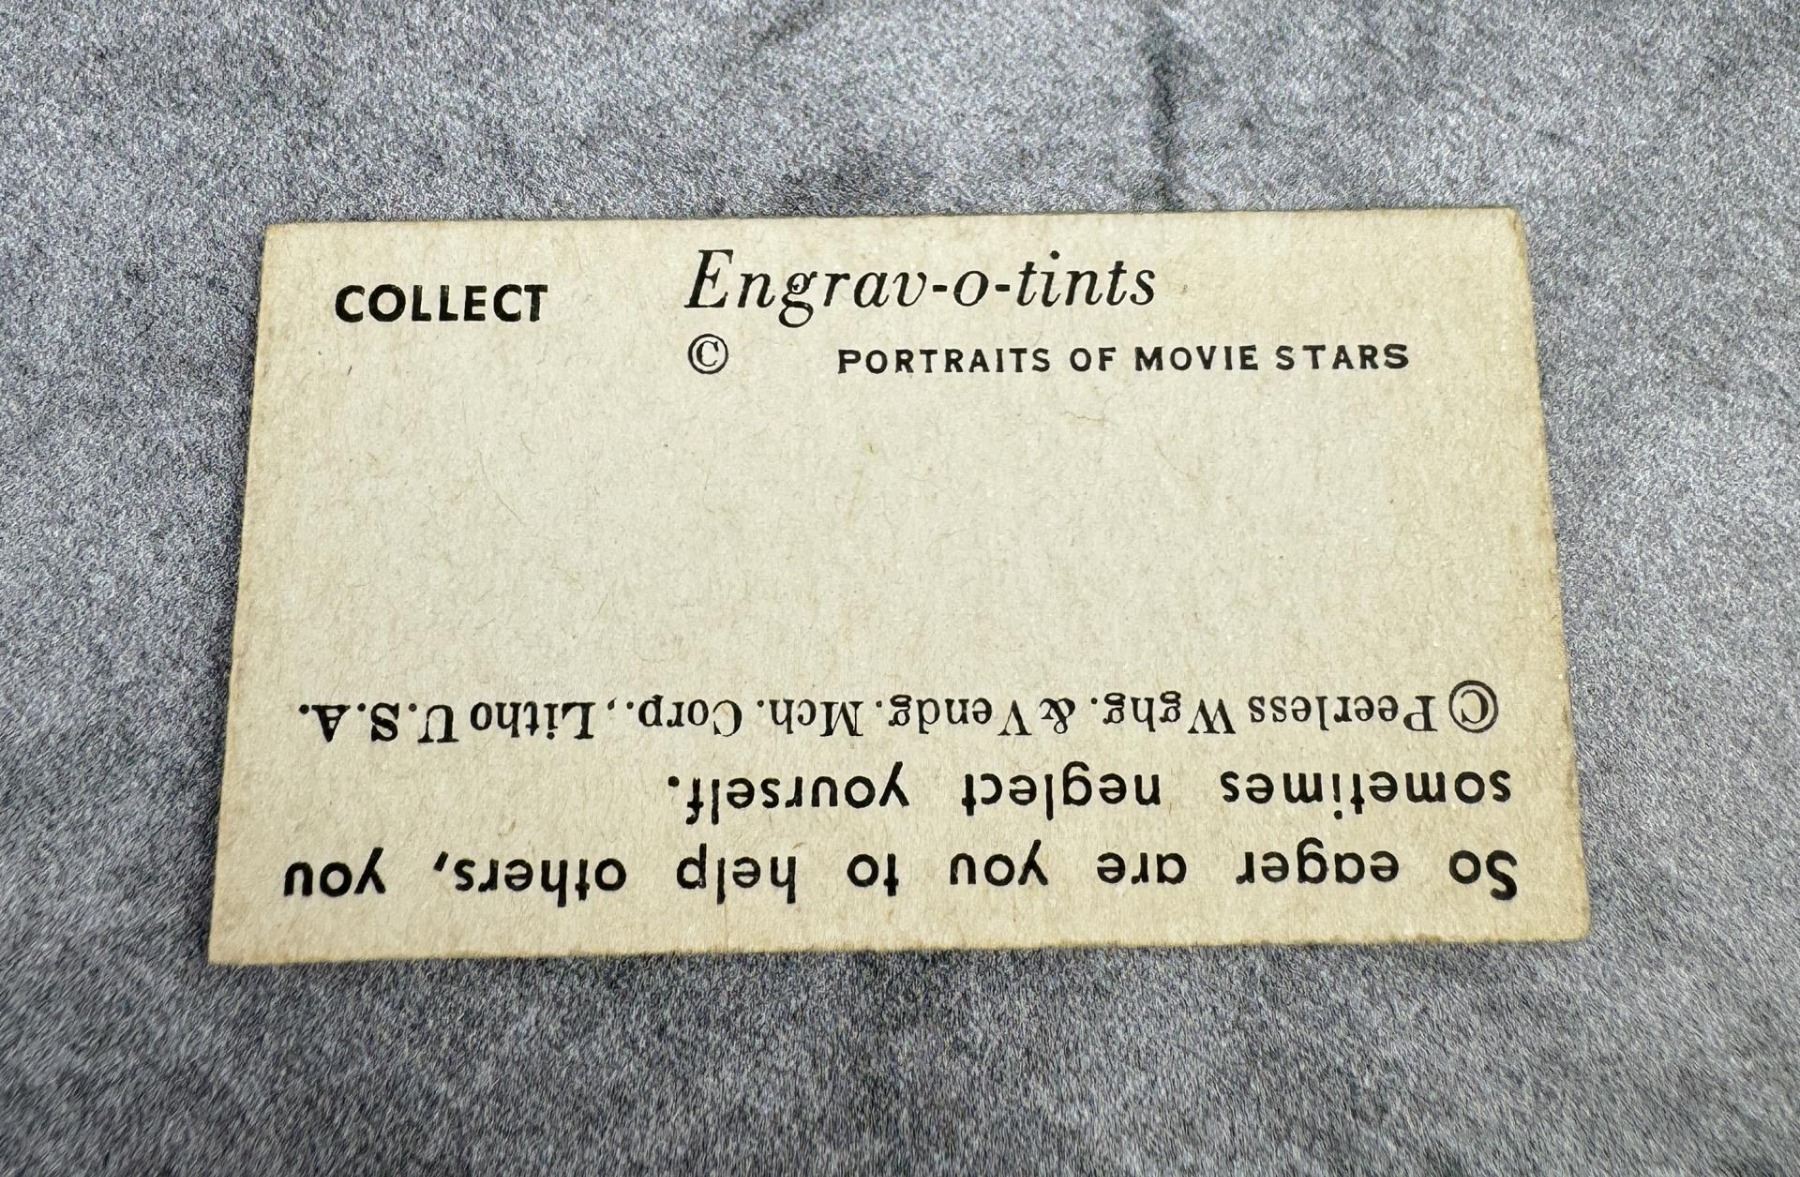 COLLECT Engrav-o-tints
© PORTRAITS OF MOVIE STARS
So eager are you to help others, you
sometimes neglect yourself.
© Peerless Wghg. & Vendg. Mch. Corp., Litho U.S.A.